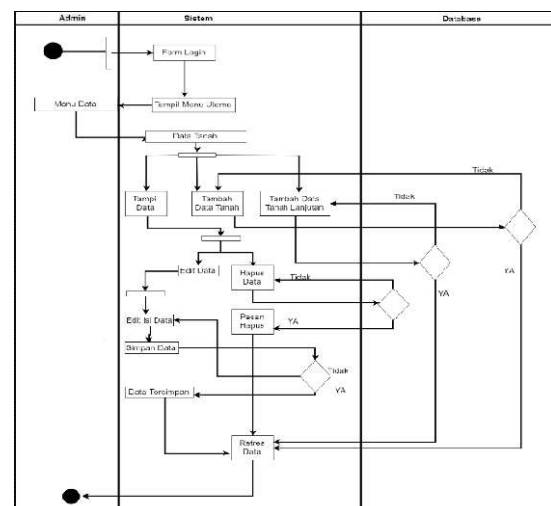 Admin
Sistem
Database
Form Login
Menu Data
Tempil Menu Utama
Data Tanah
Tidak
Tampil
Data
Tambah
Data Tanah
Tambah Data
Tanah Lanjutan
Tidak
Edit Data
Hapus
Data
Tidak
YA
YA
Edit Isi Data
Pesan
Hapus
YA
Simpan Data
Tidak
YA
Data Tersimpan
Refres
Data